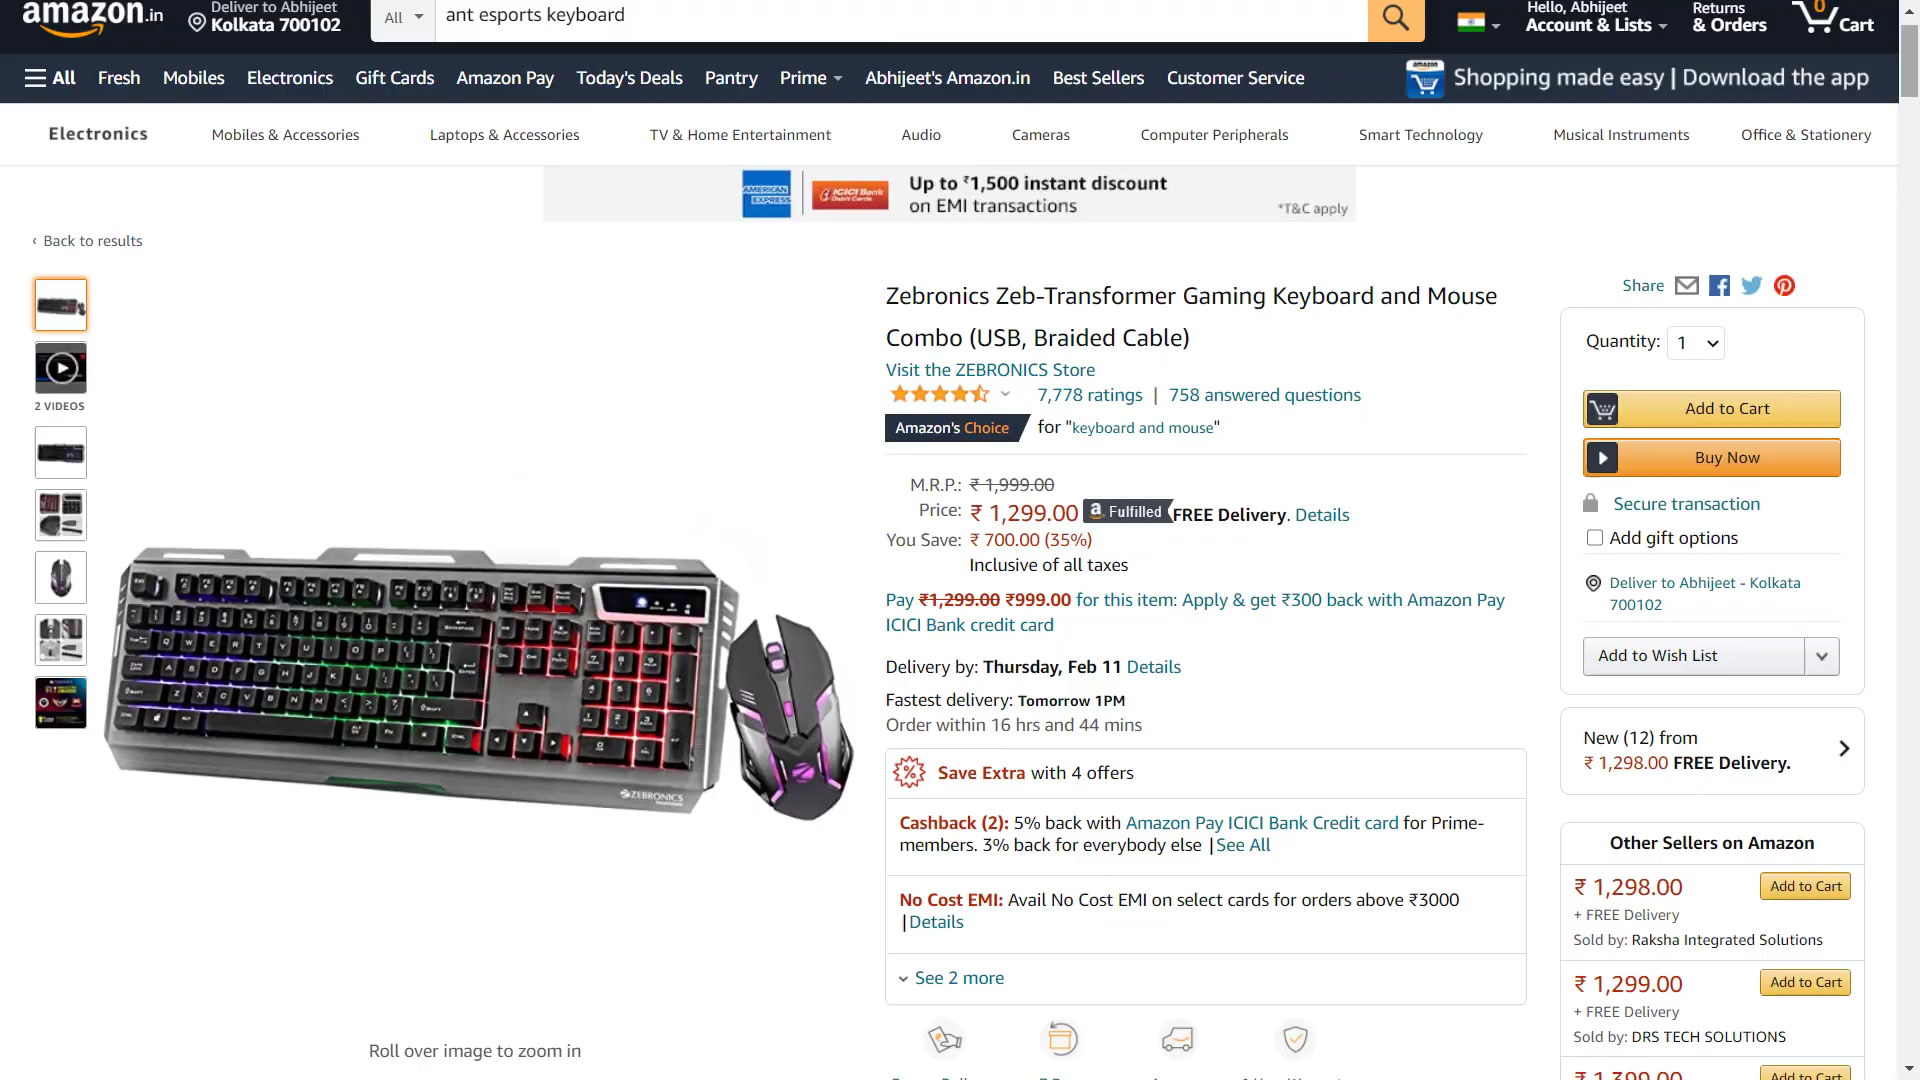 amazon.in
Deliver to Abhijeet
Kolkata 700102
All
ant esports keyboard
Hello, Abhijeet
Account & Lists
Returns
& Orders
0
Cart
All
Fresh
Mobiles
Electronics
Gift Cards
Amazon Pay
Today's Deals
Pantry
Prime
Abhijeet's Amazon.in
Best Sellers
Customer Service
amazon
Shopping made easy | Download the app
Electronics
Mobiles & Accessories
Laptops & Accessories
TV & Home Entertainment
Audio
Cameras
Computer Peripherals
Smart Technology
Musical Instruments
Office & Stationery
AMERICAN EXPRESS
ICICI Bank
Debit Cards
Up to ₹1,500 instant discount
on EMI transactions
*T&C apply
‹ Back to results
2 VIDEOS
ZEBRONICS
Roll over image to zoom in
Zebronics Zeb-Transformer Gaming Keyboard and Mouse
Combo (USB, Braided Cable)
Visit the ZEBRONICS Store
7,778 ratings | 758 answered questions
Amazon's Choice for "keyboard and mouse"
M.R.P.: ₹ 1,999.00
Price: ₹ 1,299.00 a Fulfilled FREE Delivery. Details
You Save: ₹ 700.00 (35%)
Inclusive of all taxes
Pay ₹1,299.00 ₹999.00 for this item: Apply & get ₹300 back with Amazon Pay
ICICI Bank credit card
Delivery by: Thursday, Feb 11 Details
Fastest delivery: Tomorrow 1PM
Order within 16 hrs and 44 mins
Save Extra with 4 offers
Cashback (2): 5% back with Amazon Pay ICICI Bank Credit card for Prime-
members. 3% back for everybody else |See All
No Cost EMI: Avail No Cost EMI on select cards for orders above ₹3000
|Details
See 2 more
Share
Quantity: 1
Add to Cart
Buy Now
Secure transaction
Add gift options
Deliver to Abhijeet - Kolkata
700102
Add to Wish List
New (12) from
₹ 1,298.00 FREE Delivery.
Other Sellers on Amazon
₹ 1,298.00
Add to Cart
+ FREE Delivery
Sold by: Raksha Integrated Solutions
₹ 1,299.00
Add to Cart
+ FREE Delivery
Sold by: DRS TECH SOLUTIONS
₹ 1,399.00
Add to Cart